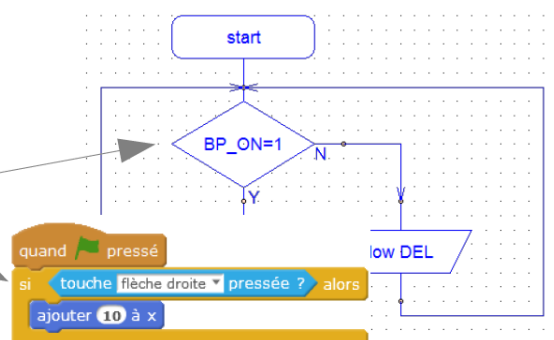 start
BP_ON=1
N
Y
low DEL
quand pressé
si touche flèche droite pressée ? alors
ajouter 10 à x